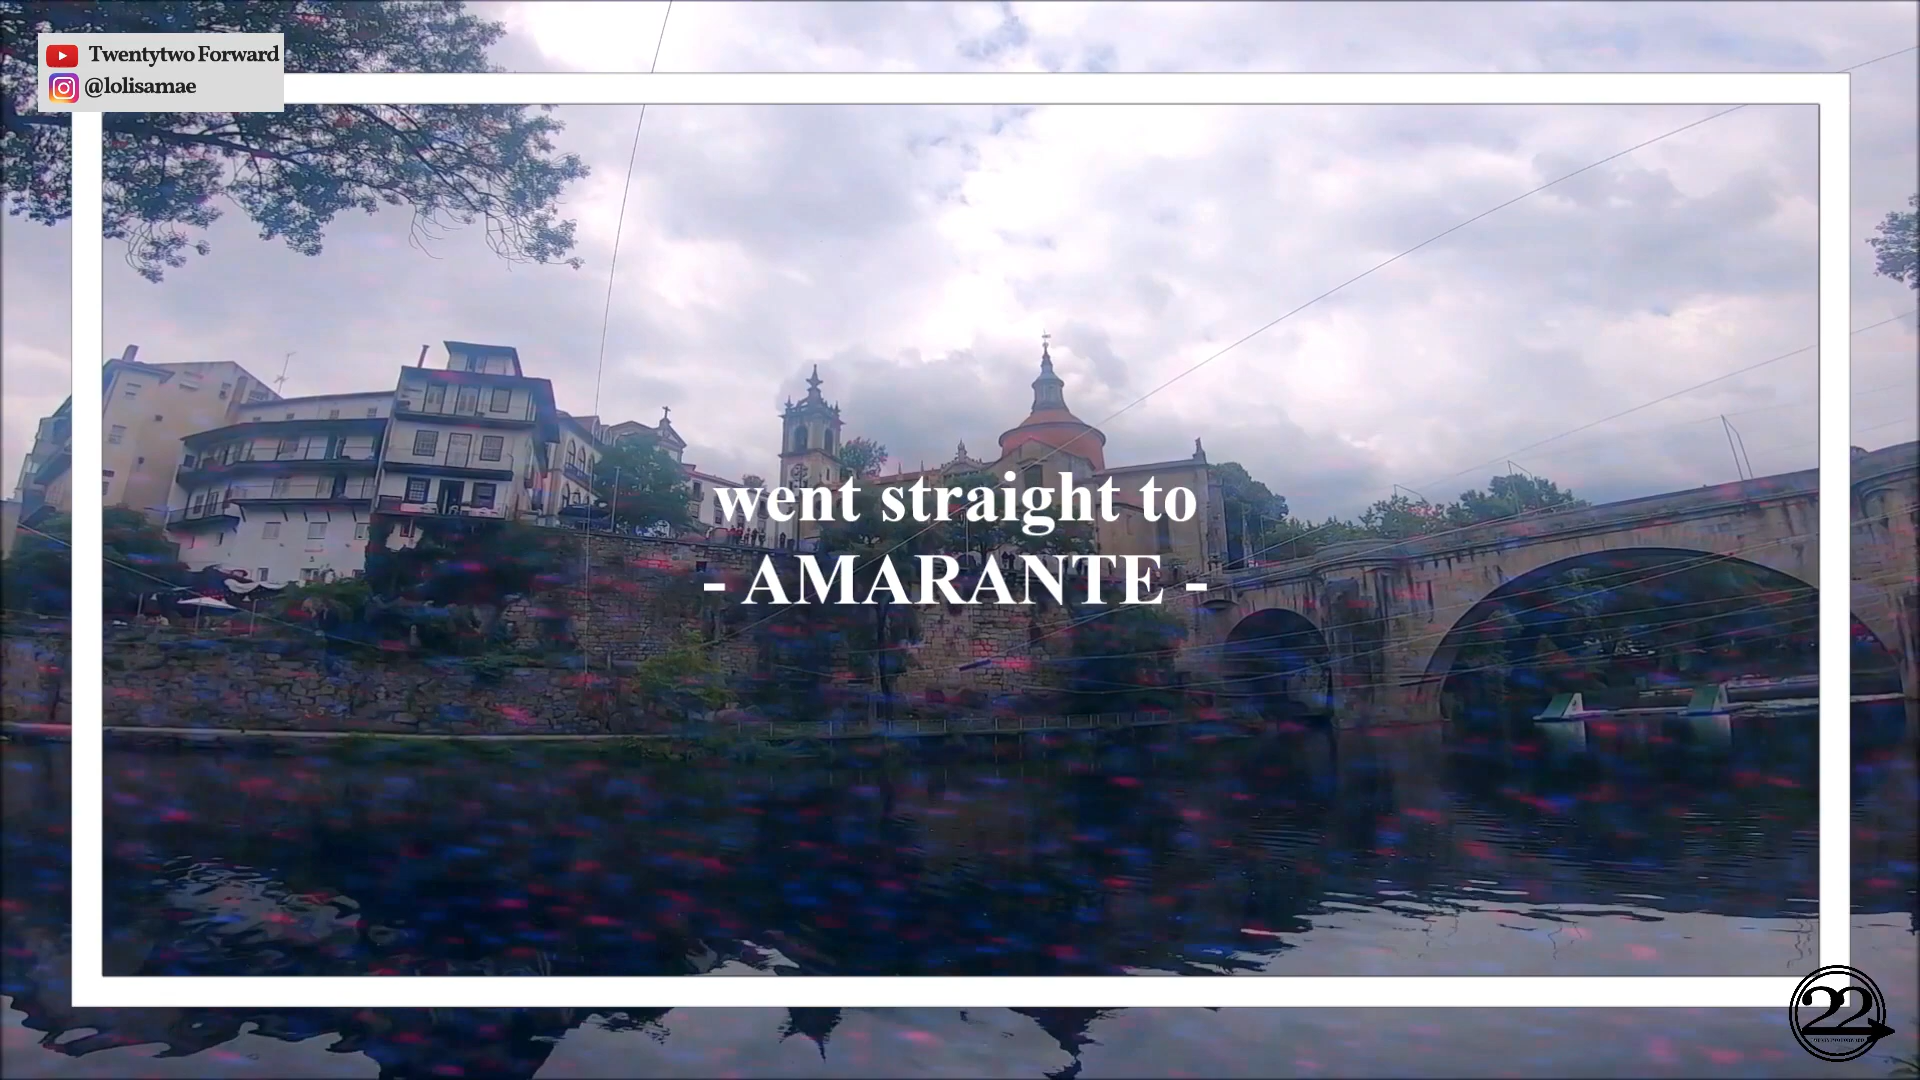 Twentytwo Forward
@lolisamae
went straight to
- AMARANTE -
22